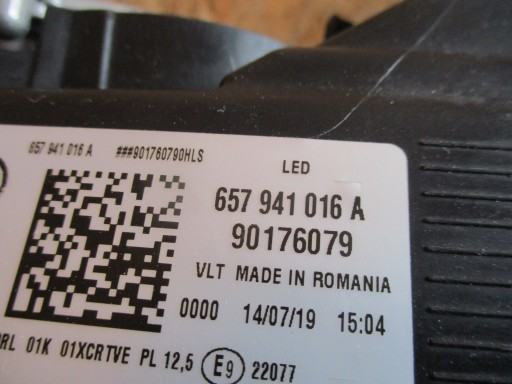 657 941 016 A ###901760790HLS
LED
657 941 016 A
90176079
VLT MADE IN ROMANIA
0000 14/07/19 15:04
01K 01XCRTVE PL 12,5 E9 22077